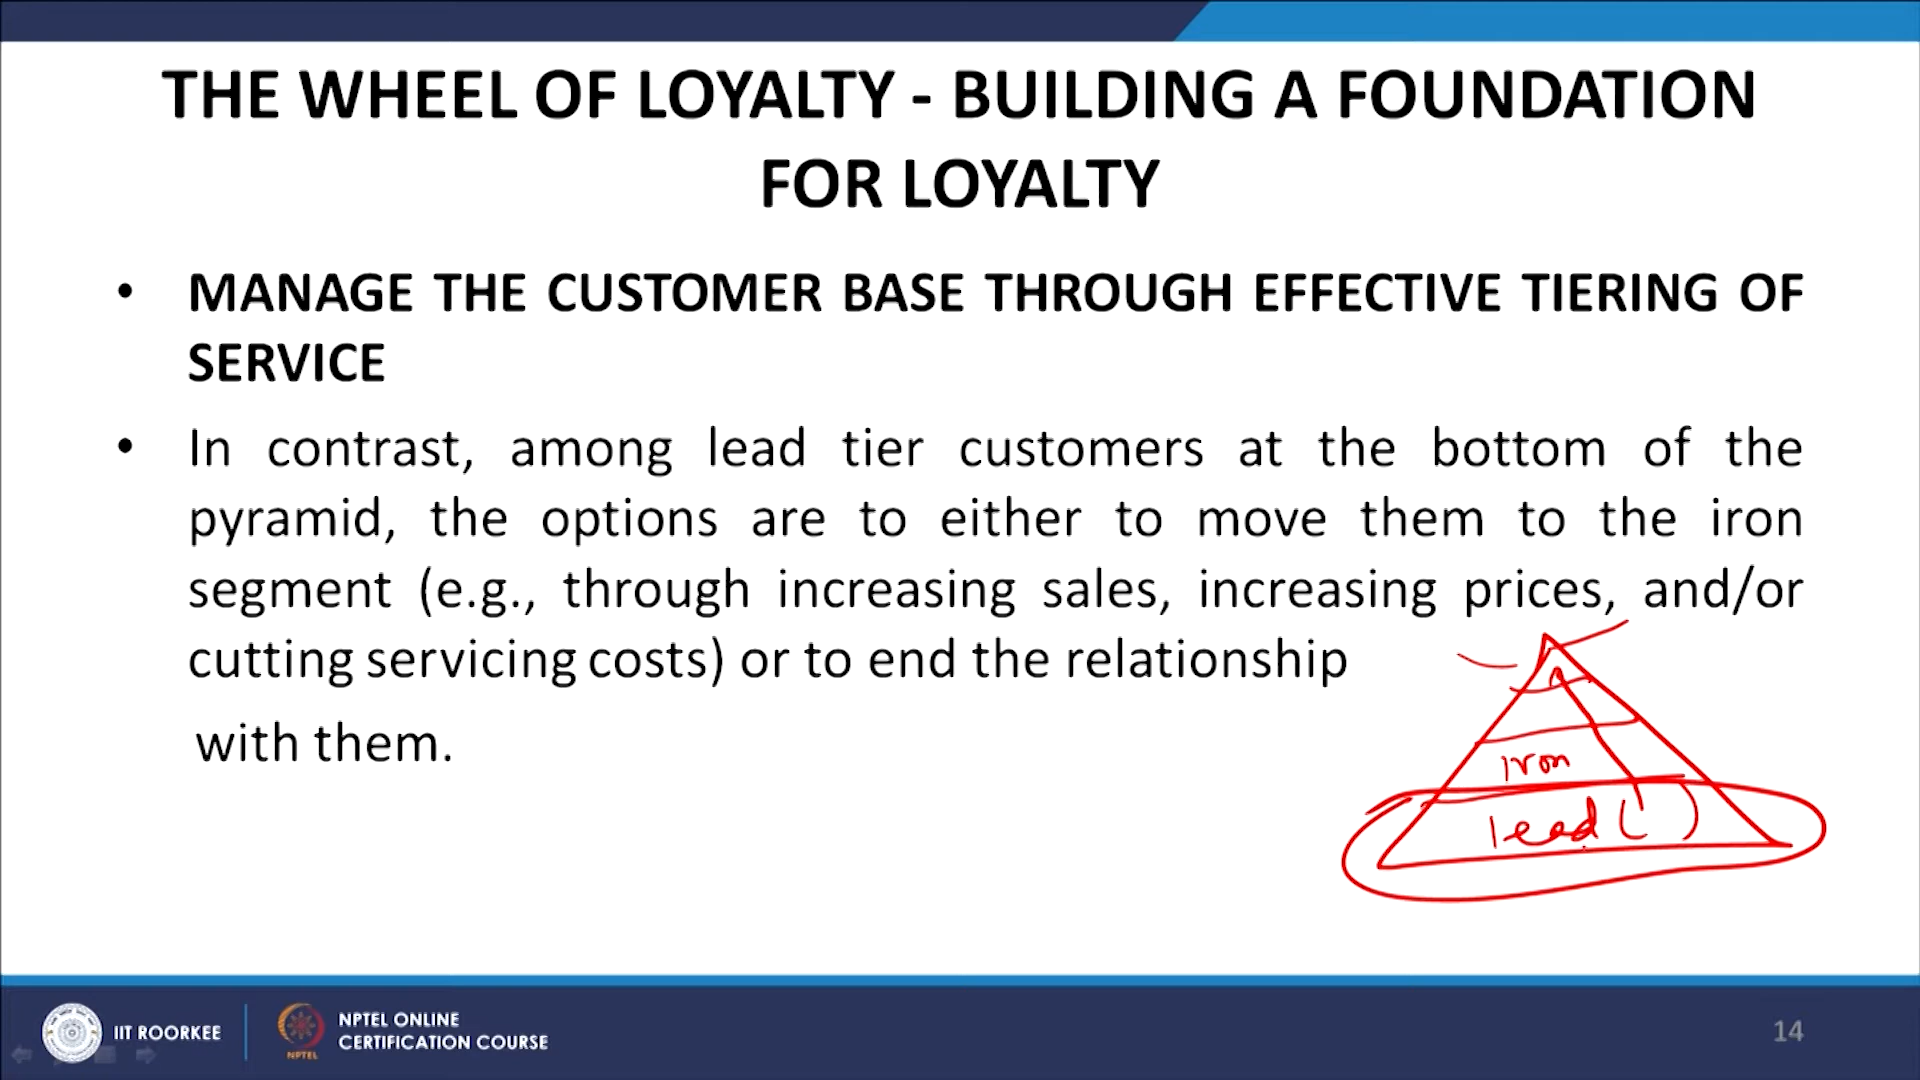 THE WHEEL OF LOYALTY - BUILDING A FOUNDATION
FOR LOYALTY
• MANAGE THE CUSTOMER BASE THROUGH EFFECTIVE TIERING OF
SERVICE
• In contrast, among lead tier customers at the bottom of the
pyramid, the options are to either to move them to the iron
segment (e.g., through increasing sales, increasing prices, and/or
cutting servicing costs) or to end the relationship
with them.
iron
lead ( )
IIT ROORKEE
NPTEL
NPTEL ONLINE
CERTIFICATION COURSE
14